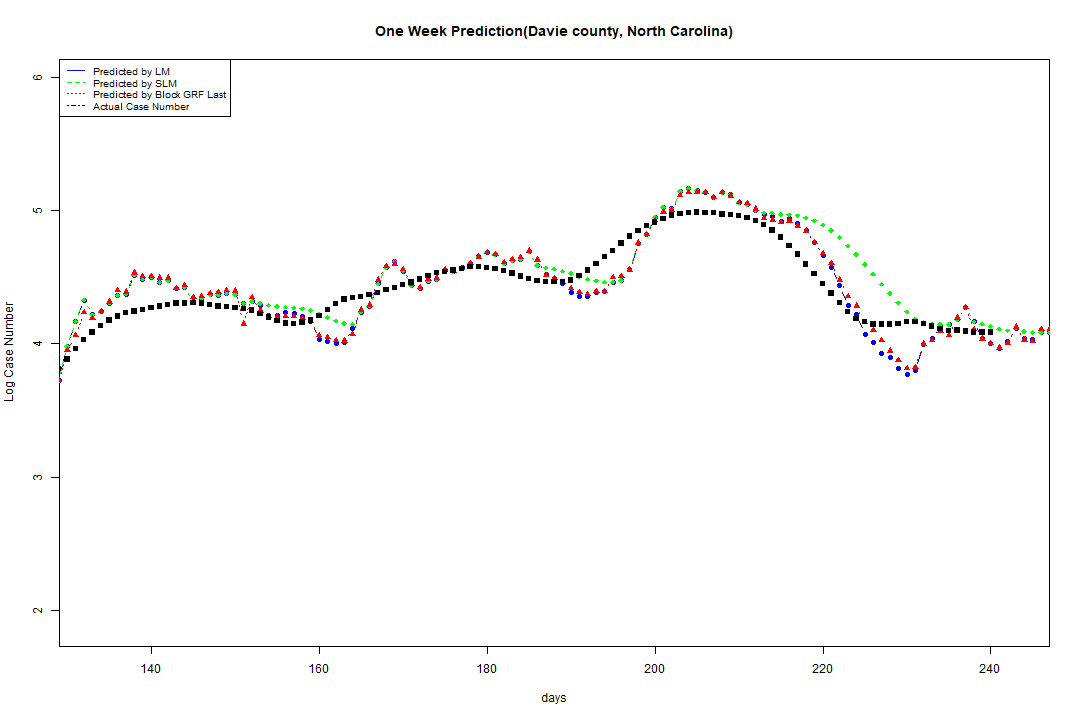 One Week Prediction(Davie county, North Carolina)
Predicted by LM
Predicted by SLM
Predicted by Block GRF Last
Actual Case Number
6
5
4
3
2
Log Case Number
140 160 180 200 220 240
days